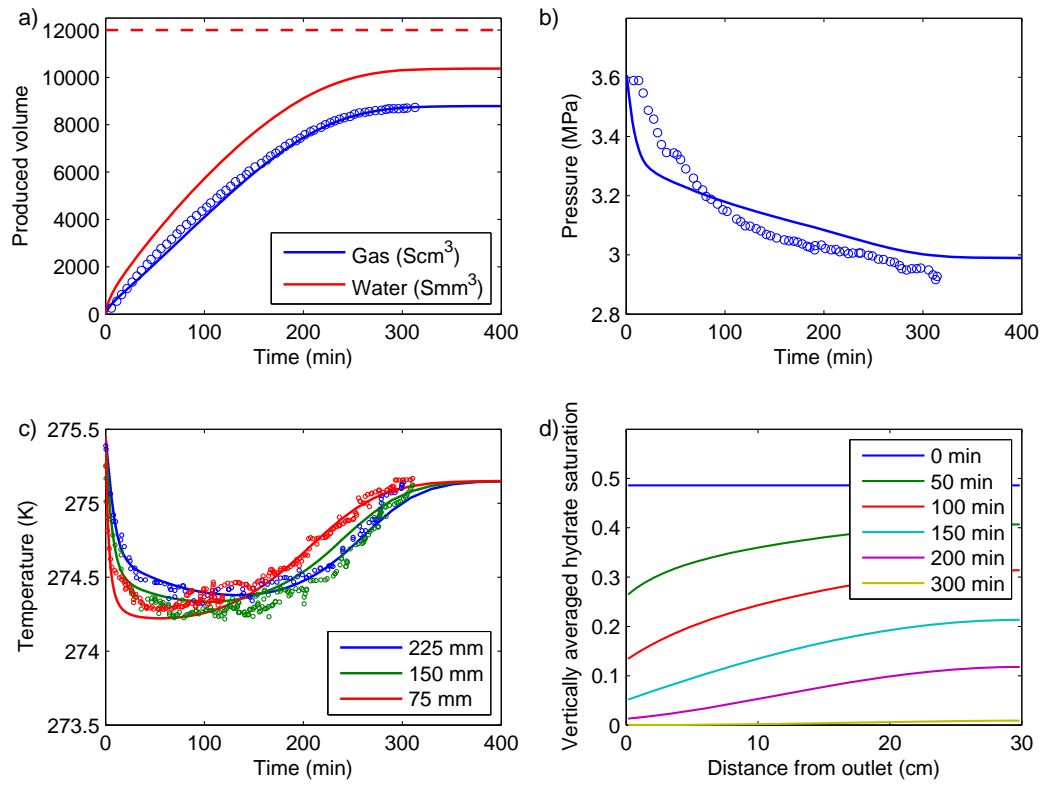 a)
12000
10000
8000
6000
4000
2000
0
Produced volume
Gas (Scm³)
Water (Smm³)
0 100 200 300 400
Time (min)
b)
3.6
3.2
3
2.8
Pressure (MPa)
0 100 200 300 400
Time (min)
c)
275.5
275
274.5
274
273.5
Temperature (K)
225 mm
150 mm
75 mm
0 100 200 300 400
Time (min)
d)
0.5
0.4
0.3
0.2
0.1
0
Vertically averaged hydrate saturation
0 min
50 min
100 min
150 min
200 min
300 min
0 10 20 30
Distance from outlet (cm)